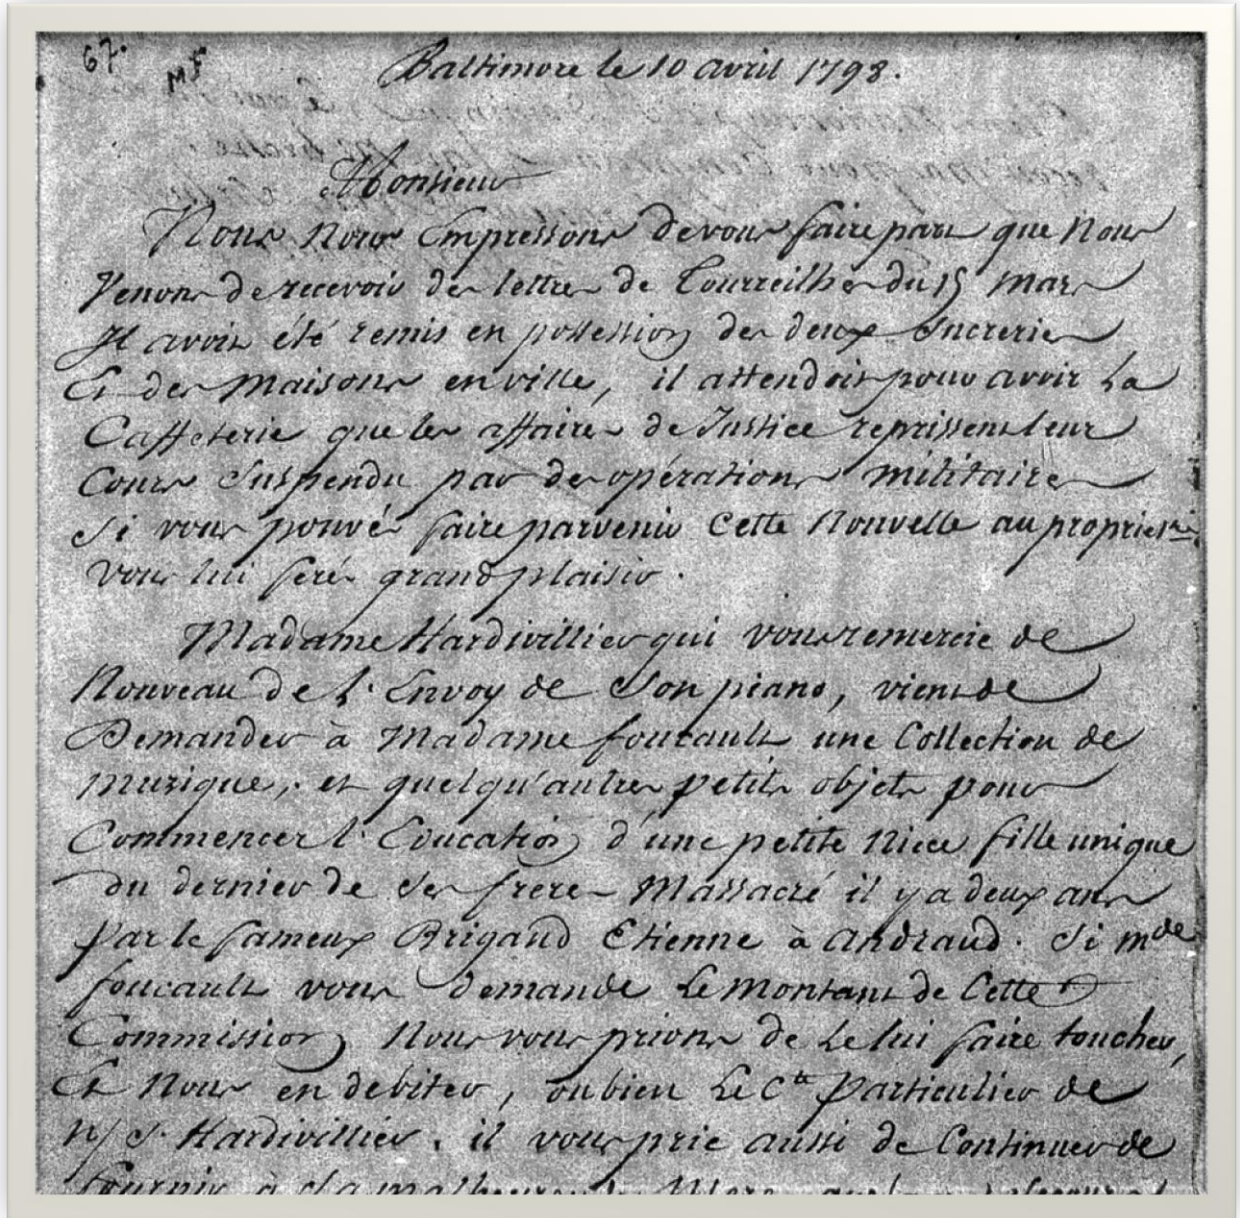 67.
MF
Baltimore le 10 avril 1798.
Monsieur
Nous nous Empressons de vous faire part que Nous
Venons de recevoir des lettres de Tourreilhes du 15 Mars
Il avoit été remis en possession des deux Sucreries
Et des Maisons en ville, il attendoit pour avoir La
Caffeterie que les affaires de Justice reprissent leur
Cours Suspendu par des opérations militaires
Si vous pouvés faire parvenir Cette Nouvelle au propriet.re
vous lui ferés grand plaisir.
Madame Hardivillier qui vous remercie de
Nouveau de L'Envoy de Son piano, vient de
Demander à Madame foucault une Collection de
musique, et quelqu'autres petits objets pour
Commencer l'Education d'une petite Niece fille unique
du dernier de Ses freres Massacré il y a deux ans
Par le fameux Brigand Etienne à Andraud. Si mde
foucault vous demande Le Montant de Cette
Commission Nous vous prions de Le lui faire toucher,
Et Nous en debiter, ou bien Le Cte Particulier de
N/ S. Hardivillier. il vous prie aussi de Continuer de
fournir à Sa malheureuse